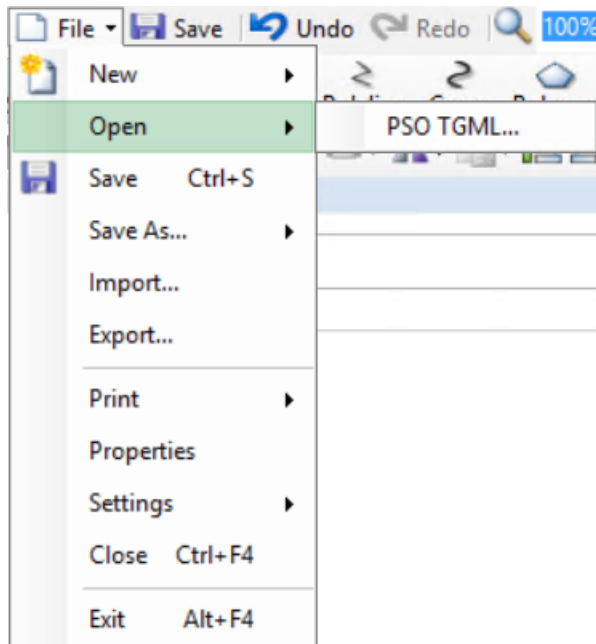 File Save Undo Redo 100%
New
Open PSO TGML...
Save Ctrl+S
Save As...
Import...
Export...
Print
Properties
Settings
Close Ctrl+F4
Exit Alt+F4